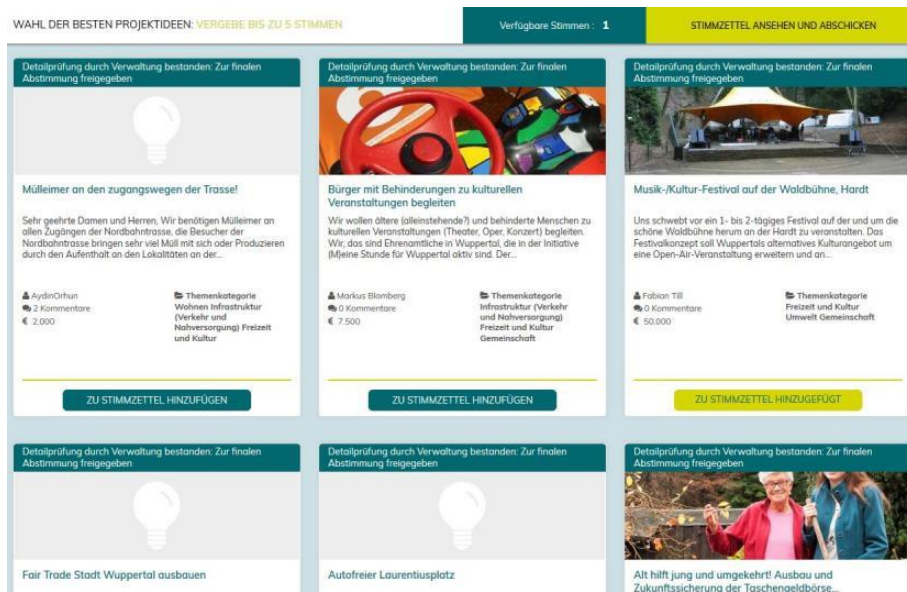 WAHL DER BESTEN PROJEKTIDEEN: VERGEBE BIS ZU 5 STIMMEN
Verfügbare Stimmen : 1
STIMMZETTEL ANSEHEN UND ABSCHICKEN
Detailprüfung durch Verwaltung bestanden: Zur finalen
Abstimmung freigegeben
Mülleimer an den zugangswegen der Trasse!
Sehr geehrte Damen und Herren, Wir benötigen Mülleimer an
allen Zugängen der Nordbahntrasse, die Besucher der
Nordbahntrasse bringen sehr viel Müll mit sich oder Produzieren
durch den Aufenthalt an den Lokalitäten an der...
AydinOrhun
2 Kommentare
€ 2.000
Themenkategorie
Wohnen Infrastruktur
(Verkehr und
Nahversorgung) Freizeit
und Kultur
ZU STIMMZETTEL HINZUFÜGEN
Detailprüfung durch Verwaltung bestanden: Zur finalen
Abstimmung freigegeben
Bürger mit Behinderungen zu kulturellen
Veranstaltungen begleiten
Wir wollen ältere (alleinstehende?) und behinderte Menschen zu
kulturellen Veranstaltungen (Theater, Oper, Konzert) begleiten.
Wir, das sind Ehrenamtliche in Wuppertal, die in der Initiative
(M)eine Stunde für Wuppertal aktiv sind. Der...
Markus Blomberg
0 Kommentare
€ 7.500
Themenkategorie
Infrastruktur (Verkehr
und Nahversorgung)
Freizeit und Kultur
Gemeinschaft
ZU STIMMZETTEL HINZUFÜGEN
Detailprüfung durch Verwaltung bestanden: Zur finalen
Abstimmung freigegeben
Musik-/Kultur-Festival auf der Waldbühne, Hardt
Uns schwebt vor ein 1- bis 2-tägiges Festival auf der und um die
schöne Waldbühne herum an der Hardt zu veranstalten. Das
Festivalkonzept soll Wuppertals alternatives Kulturangebot um
eine Open-Air-Veranstaltung erweitern und an...
Fabian Till
0 Kommentare
€ 50.000
Themenkategorie
Freizeit und Kultur
Umwelt Gemeinschaft
ZU STIMMZETTEL HINZUGEFÜGT
Detailprüfung durch Verwaltung bestanden: Zur finalen
Abstimmung freigegeben
Fair Trade Stadt Wuppertal ausbauen
Detailprüfung durch Verwaltung bestanden: Zur finalen
Abstimmung freigegeben
Autofreier Laurentiusplatz
Detailprüfung durch Verwaltung bestanden: Zur finalen
Abstimmung freigegeben
Alt hilft jung und umgekehrt! Ausbau und
Zukunftssicherung der Taschengeldbörse...